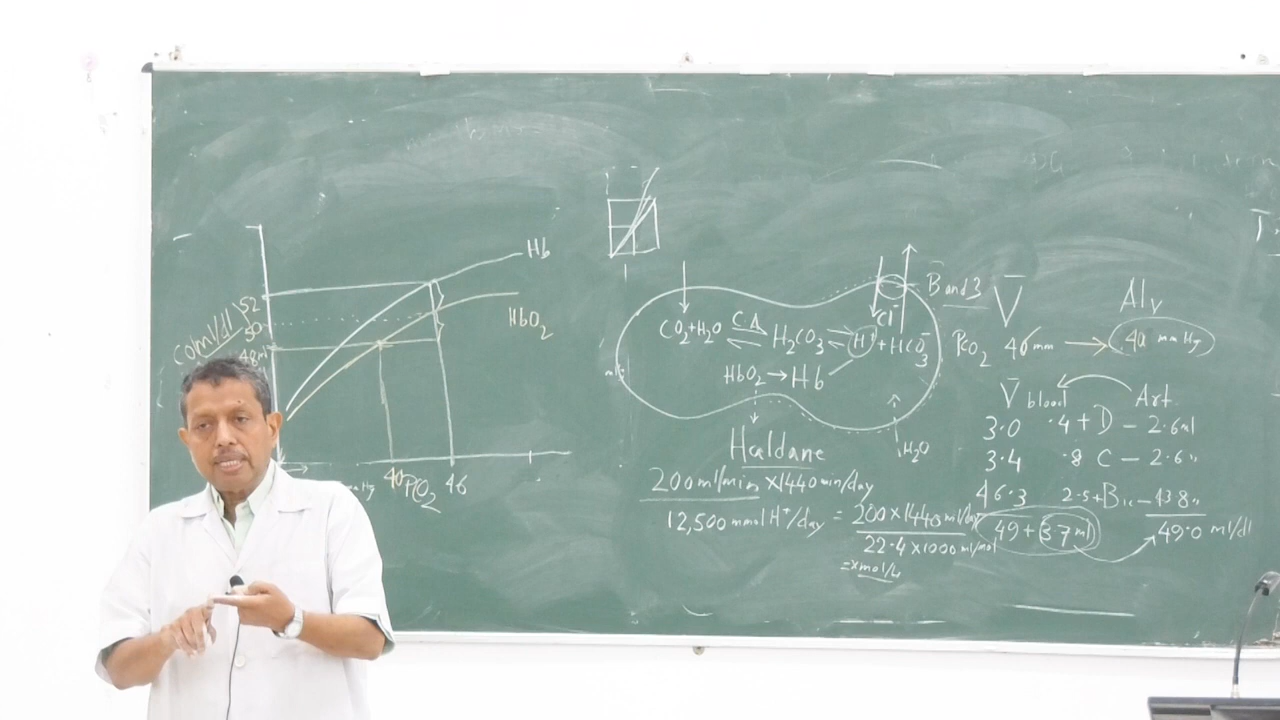 Hb
HbO₂
CO₂ ml/dl
52
50
48 ml
40
PCO₂
46
mm Hg
CO₂+H₂O
CA
H₂CO₃
H⁺
+ HCO₃⁻
Cl⁻
Band 3
HbO₂ → Hb
H₂O
Haldane
200 ml/min × 1440 min/day
12,500 mmol H⁺/day = 200 × 1440 ml/day
22.4 × 1000 ml/mol
= x mol/L
V̄
Alv
PCO₂ 46 mm → 40 mm Hg
V̄ blood
Art
3.0 .4 + D – 2.6 ml
3.4 .8 C – 2.6 "
46.3 2.5 + Bic – 43.8 "
49 + (3.7 ml)
49.0 ml/dl